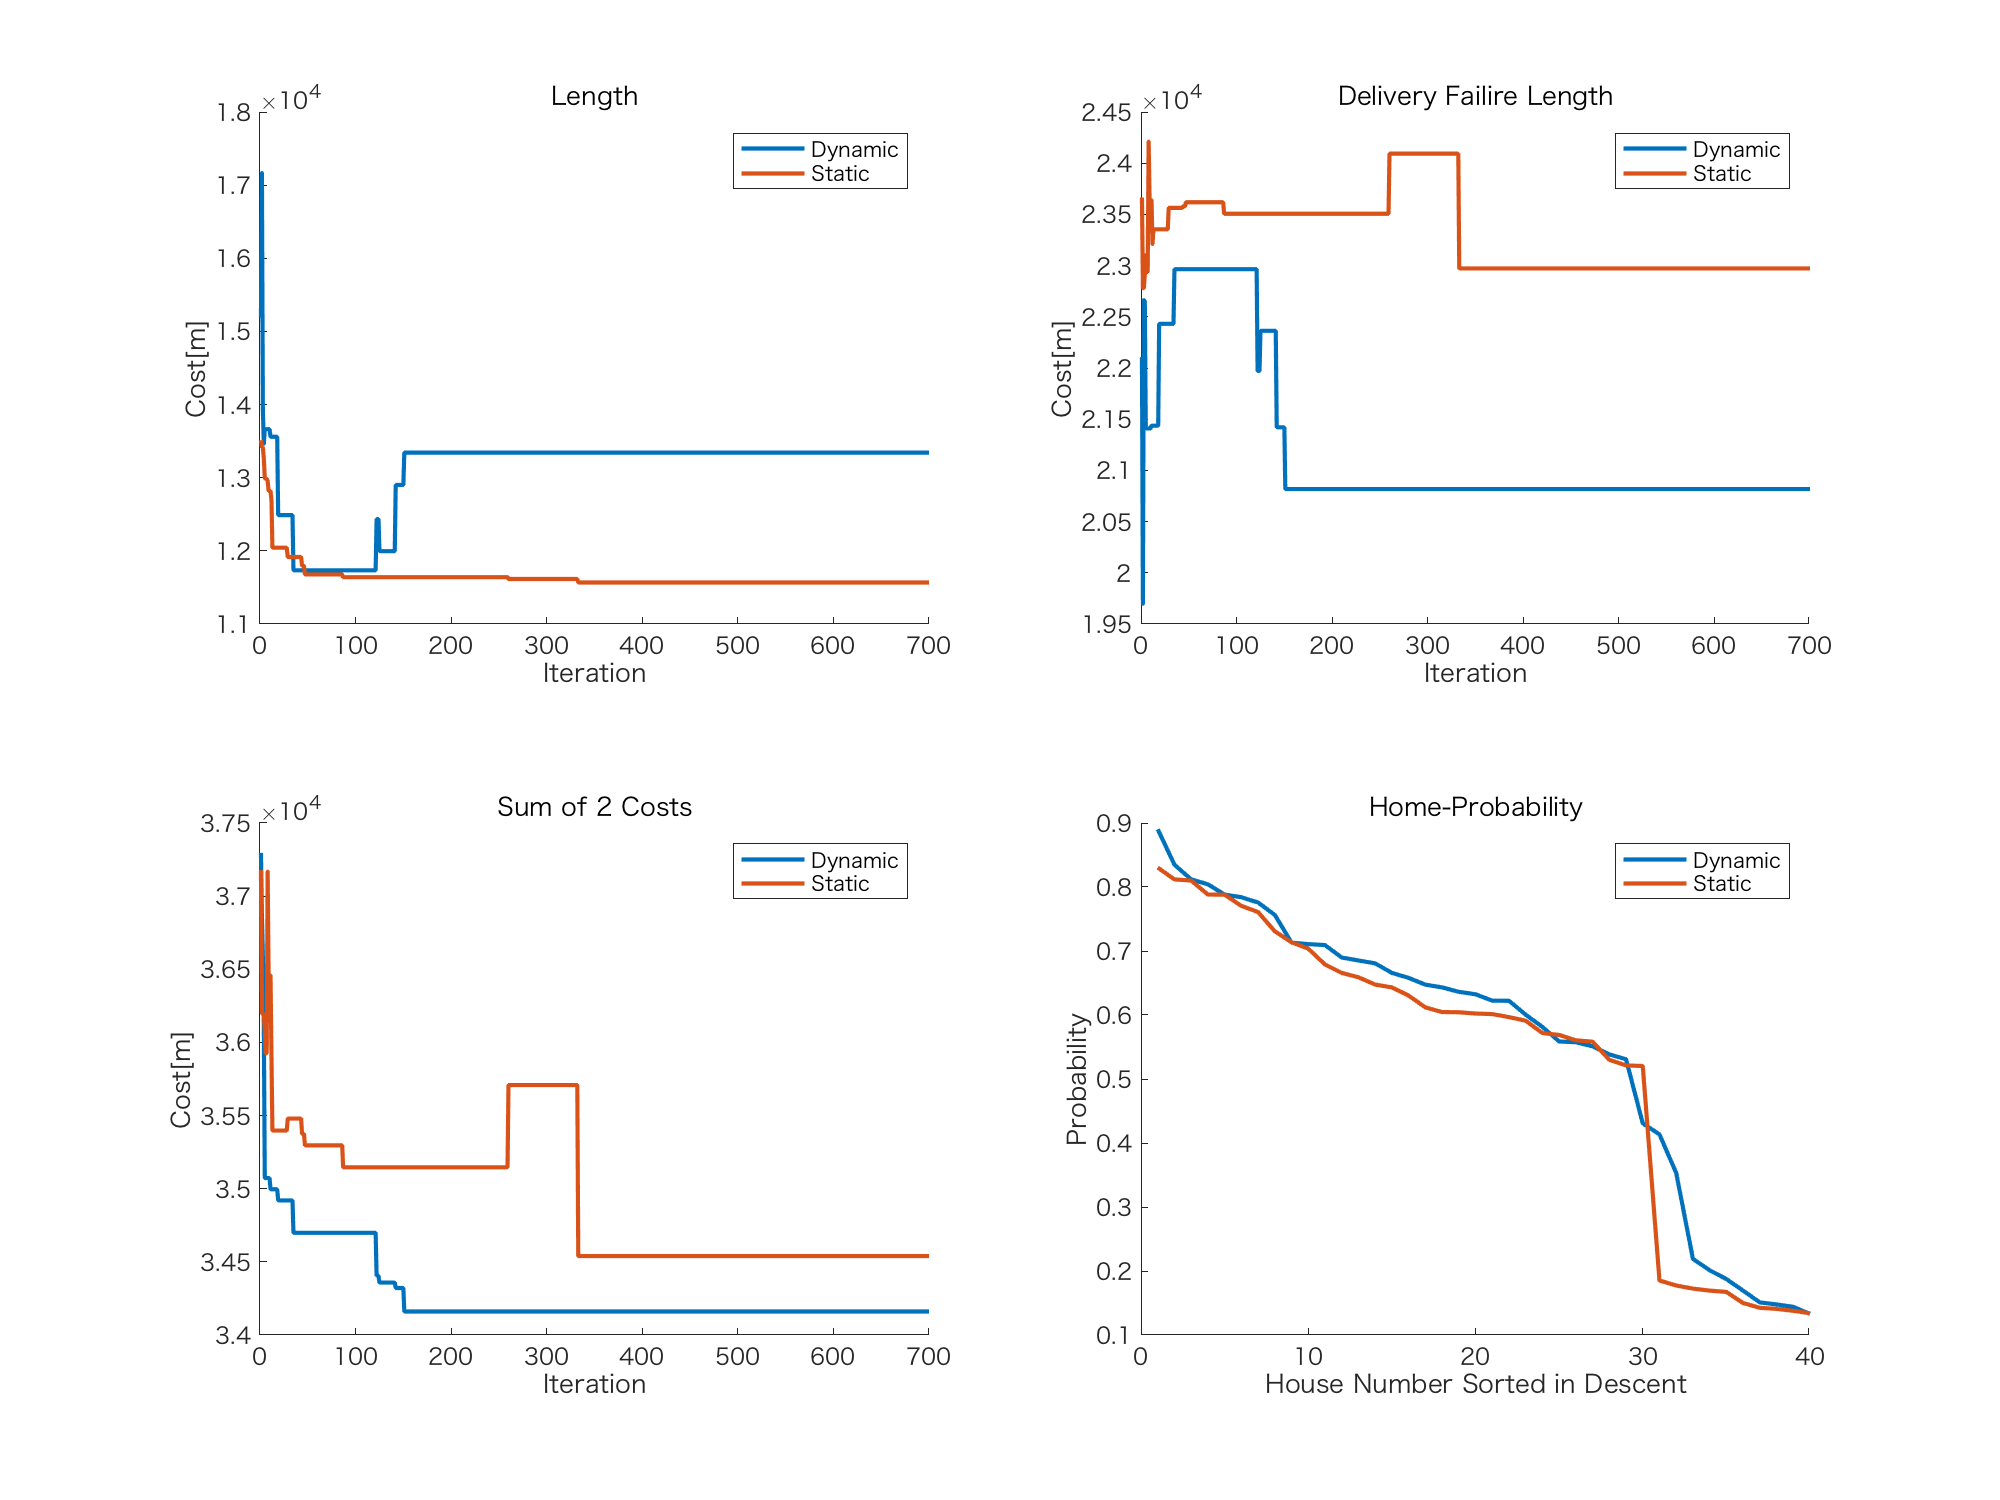 Length
×10^4
1.8
1.7
1.6
1.5
1.4
1.3
1.2
1.1
Cost[m]
0 100 200 300 400 500 600 700
Iteration
Dynamic
Static
Delivery Failire Length
×10^4
2.45
2.4
2.35
2.3
2.25
2.2
2.15
2.1
2.05
2
1.95
Cost[m]
0 100 200 300 400 500 600 700
Iteration
Dynamic
Static
Sum of 2 Costs
×10^4
3.75
3.7
3.65
3.6
3.55
3.5
3.45
3.4
Cost[m]
0 100 200 300 400 500 600 700
Iteration
Dynamic
Static
Home-Probability
0.9
0.8
0.7
0.6
0.5
0.4
0.3
0.2
0.1
Probability
0 10 20 30 40
House Number Sorted in Descent
Dynamic
Static